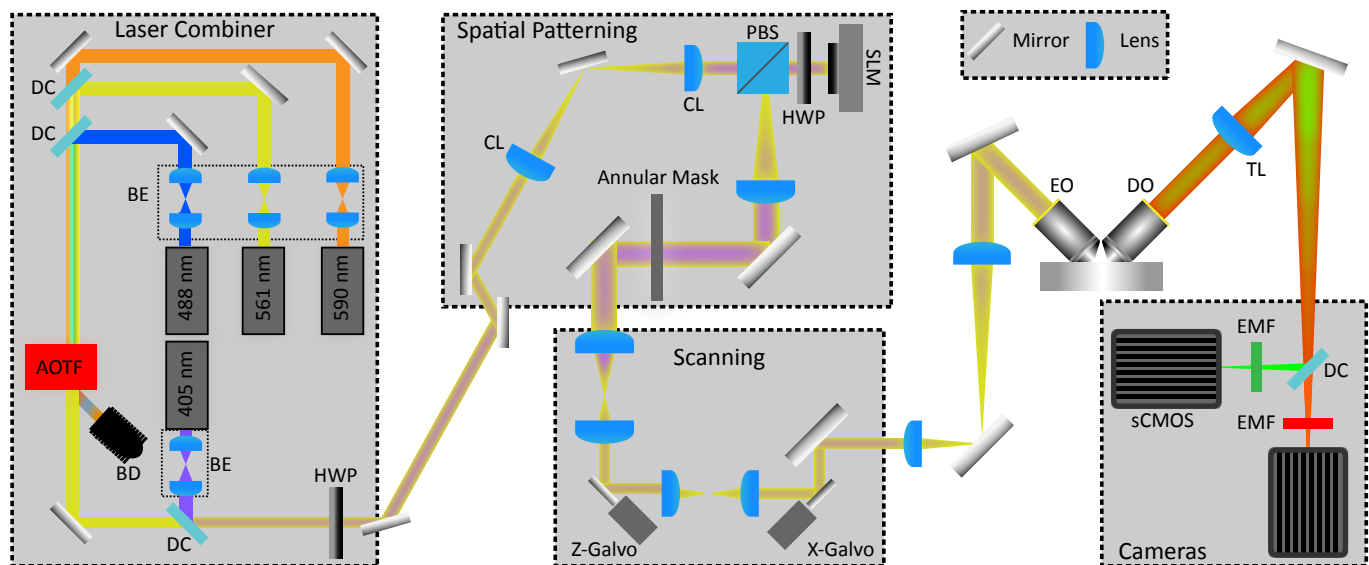 Laser Combiner
DC
DC
BE
488 nm
561 nm
590 nm
AOTF
405 nm
BD
BE
HWP
DC
Spatial Patterning
PBS
SLM
CL
HWP
CL
Annular Mask
Scanning
Z-Galvo
X-Galvo
Mirror
Lens
TL
EO
DO
EMF
DC
sCMOS
EMF
Cameras